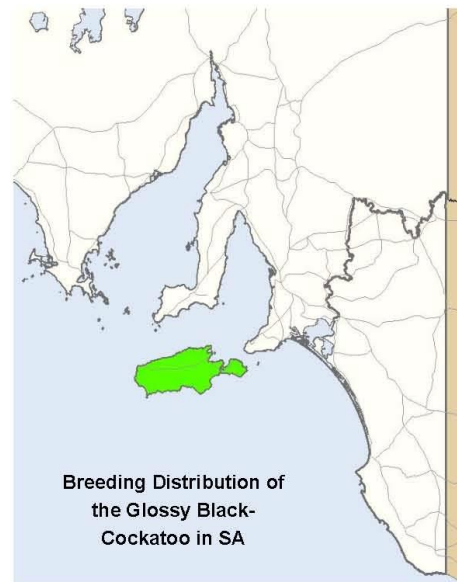 Breeding Distribution of
the Glossy Black-
Cockatoo in SA